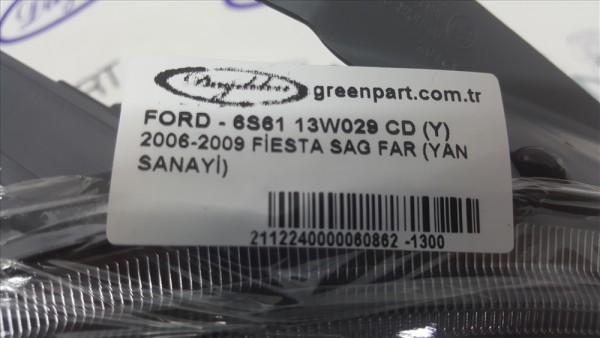 greenpart.com.tr
FORD - 6S61 13W029 CD (Y)
2006-2009 FİESTA SAG FAR (YAN
SANAYİ)
2112240000060862 -1300